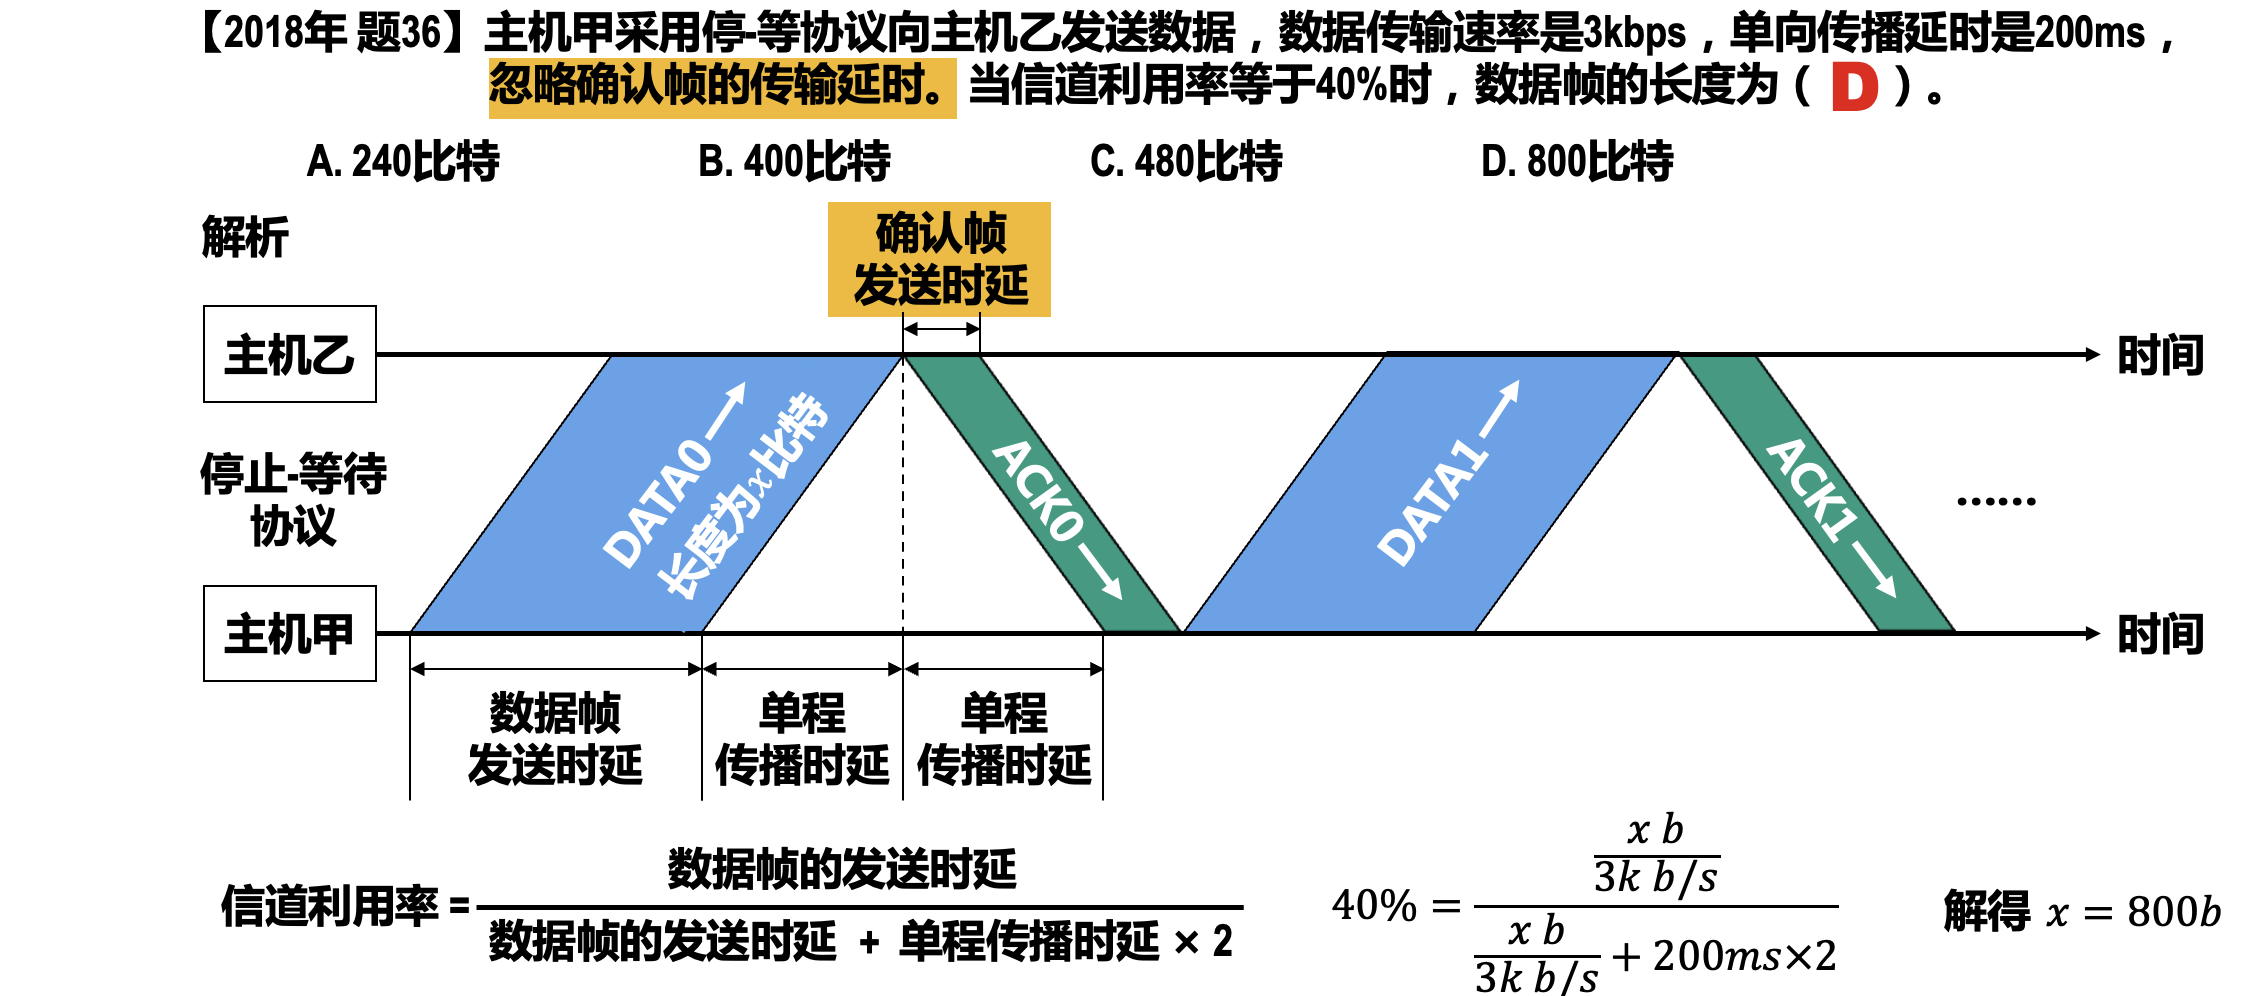 【2018年 题36】主机甲采用停-等协议向主机乙发送数据，数据传输速率是3kbps，单向传播延时是200ms，
忽略确认帧的传输延时。当信道利用率等于40%时，数据帧的长度为（ D ）。
A. 240比特 B. 400比特 C. 480比特 D. 800比特
解析
确认帧
发送时延
主机乙
时间
DATA0
长度为x比特
ACK0
DATA1
ACK1
停止-等待
协议
......
主机甲
时间
数据帧
发送时延
单程
传播时延
单程
传播时延
信道利用率 = 数据帧的发送时延
数据帧的发送时延 + 单程传播时延 × 2
40% =
x b
3k b/s
x b
3k b/s + 200ms×2
解得 x = 800b